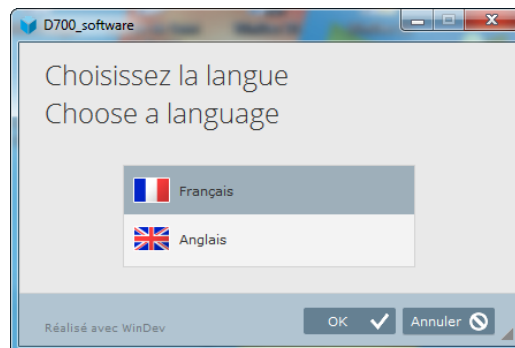 D700_software
Choisissez la langue
Choose a language
Français
Anglais
Réalisé avec WinDev
OK
Annuler